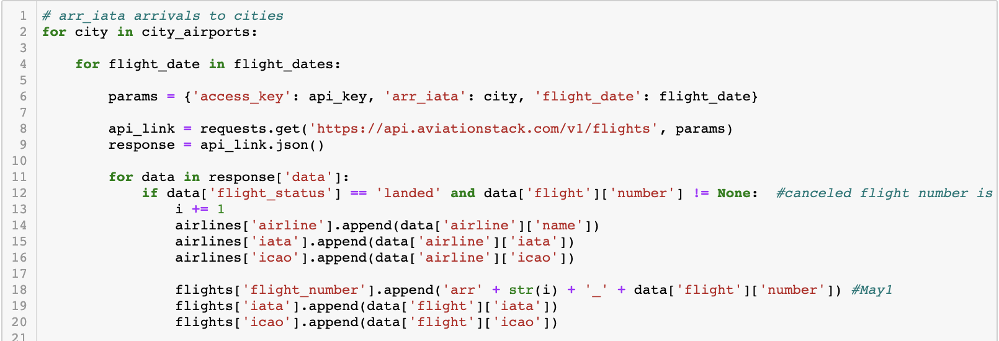 1 # arr_iata arrivals to cities
2 for city in city_airports:
3
4     for flight_date in flight_dates:
5
6         params = {'access_key': api_key, 'arr_iata': city, 'flight_date': flight_date}
7
8         api_link = requests.get('https://api.aviationstack.com/v1/flights', params)
9         response = api_link.json()
10
11         for data in response['data']:
12             if data['flight_status'] == 'landed' and data['flight']['number'] != None:  #canceled flight number is
13                 i += 1
14                 airlines['airline'].append(data['airline']['name'])
15                 airlines['iata'].append(data['airline']['iata'])
16                 airlines['icao'].append(data['airline']['icao'])
17
18                 flights['flight_number'].append('arr' + str(i) + '_' + data['flight']['number']) #May1
19                 flights['iata'].append(data['flight']['iata'])
20                 flights['icao'].append(data['flight']['icao'])
21